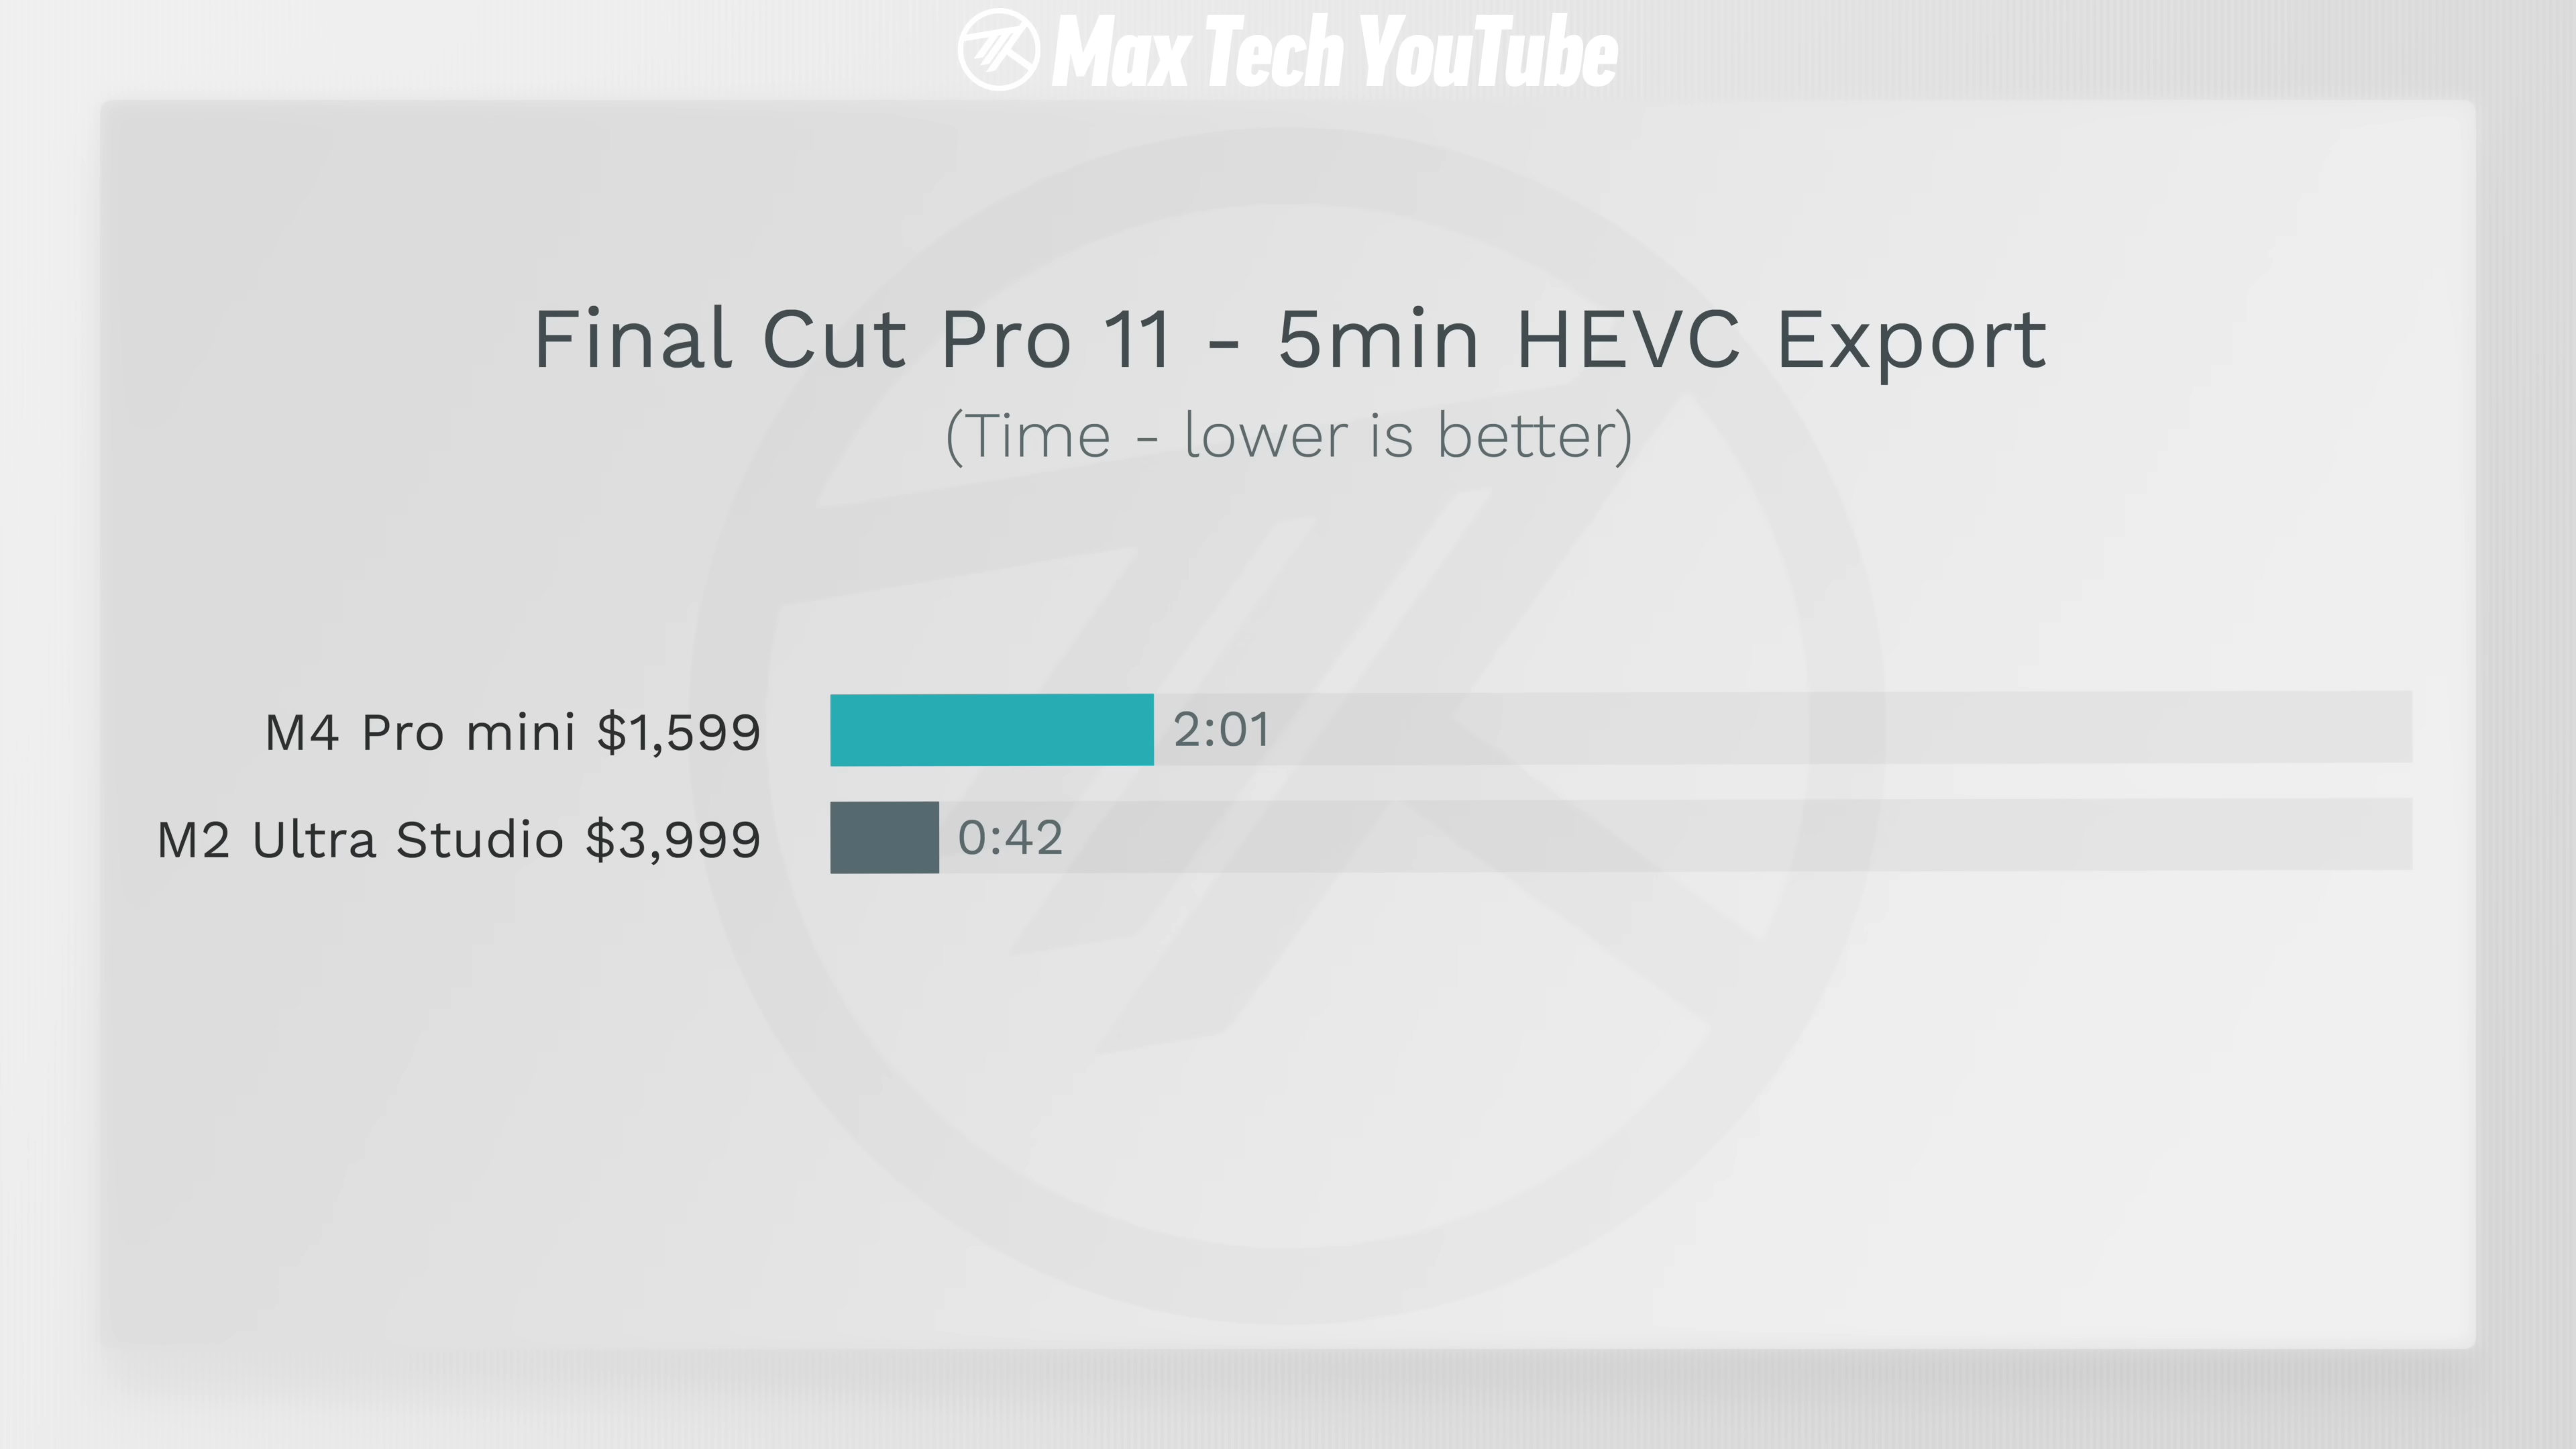 Max Tech YouTube
Final Cut Pro 11 - 5min HEVC Export
(Time - lower is better)
M4 Pro mini $1,599 2:01
M2 Ultra Studio $3,999 0:42